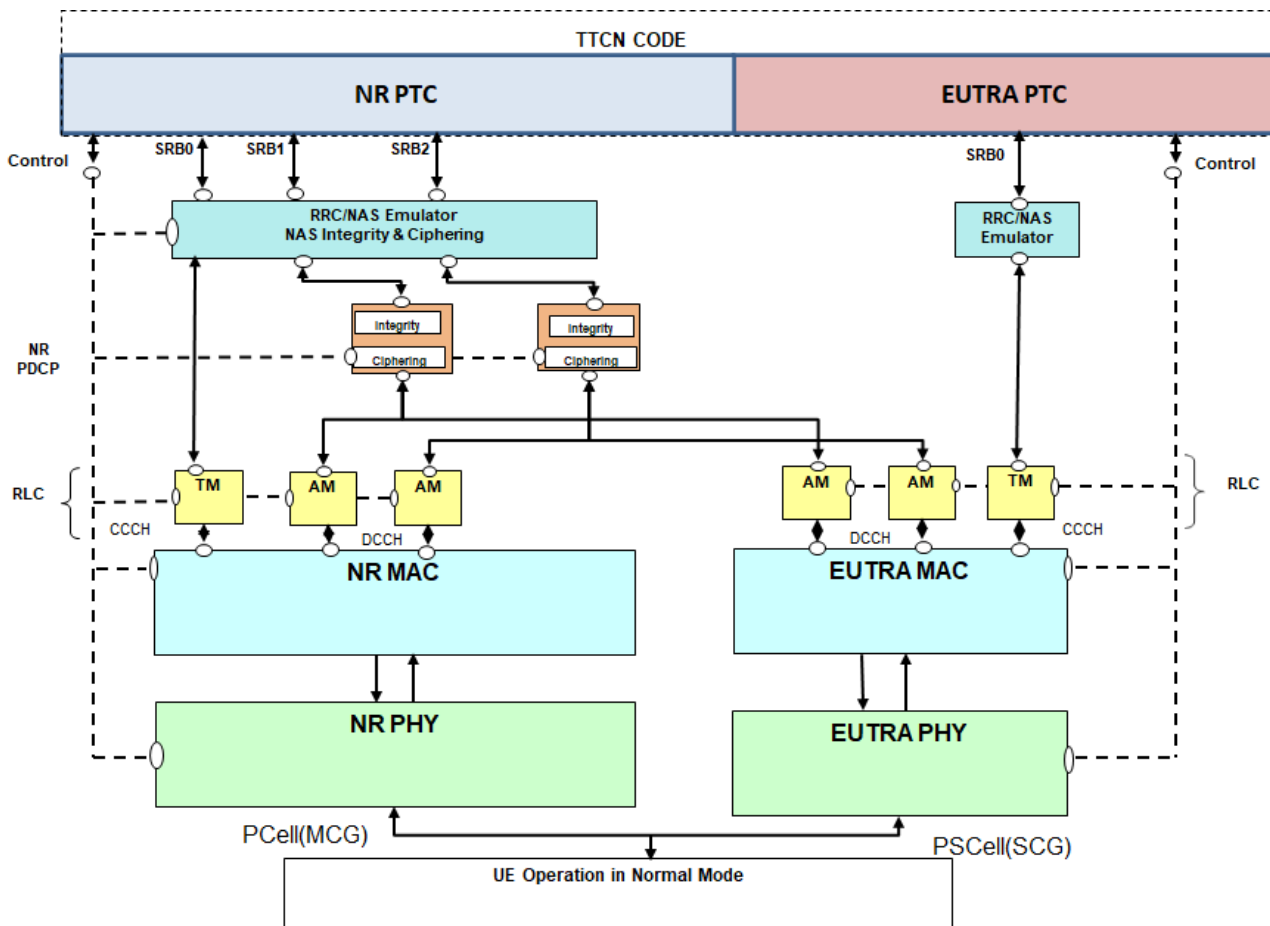 TTCN CODE
NR PTC
EUTRA PTC
Control
SRB0
SRB1
SRB2
SRB0
Control
RRC/NAS Emulator
NAS Integrity & Ciphering
RRC/NAS
Emulator
Integrity
Ciphering
Integrity
Ciphering
NR
PDCP
RLC
TM
AM
AM
AM
AM
TM
RLC
CCCH
DCCH
DCCH
CCCH
NR MAC
EUTRA MAC
NR PHY
EUTRA PHY
PCell(MCG)
PSCell(SCG)
UE Operation in Normal Mode